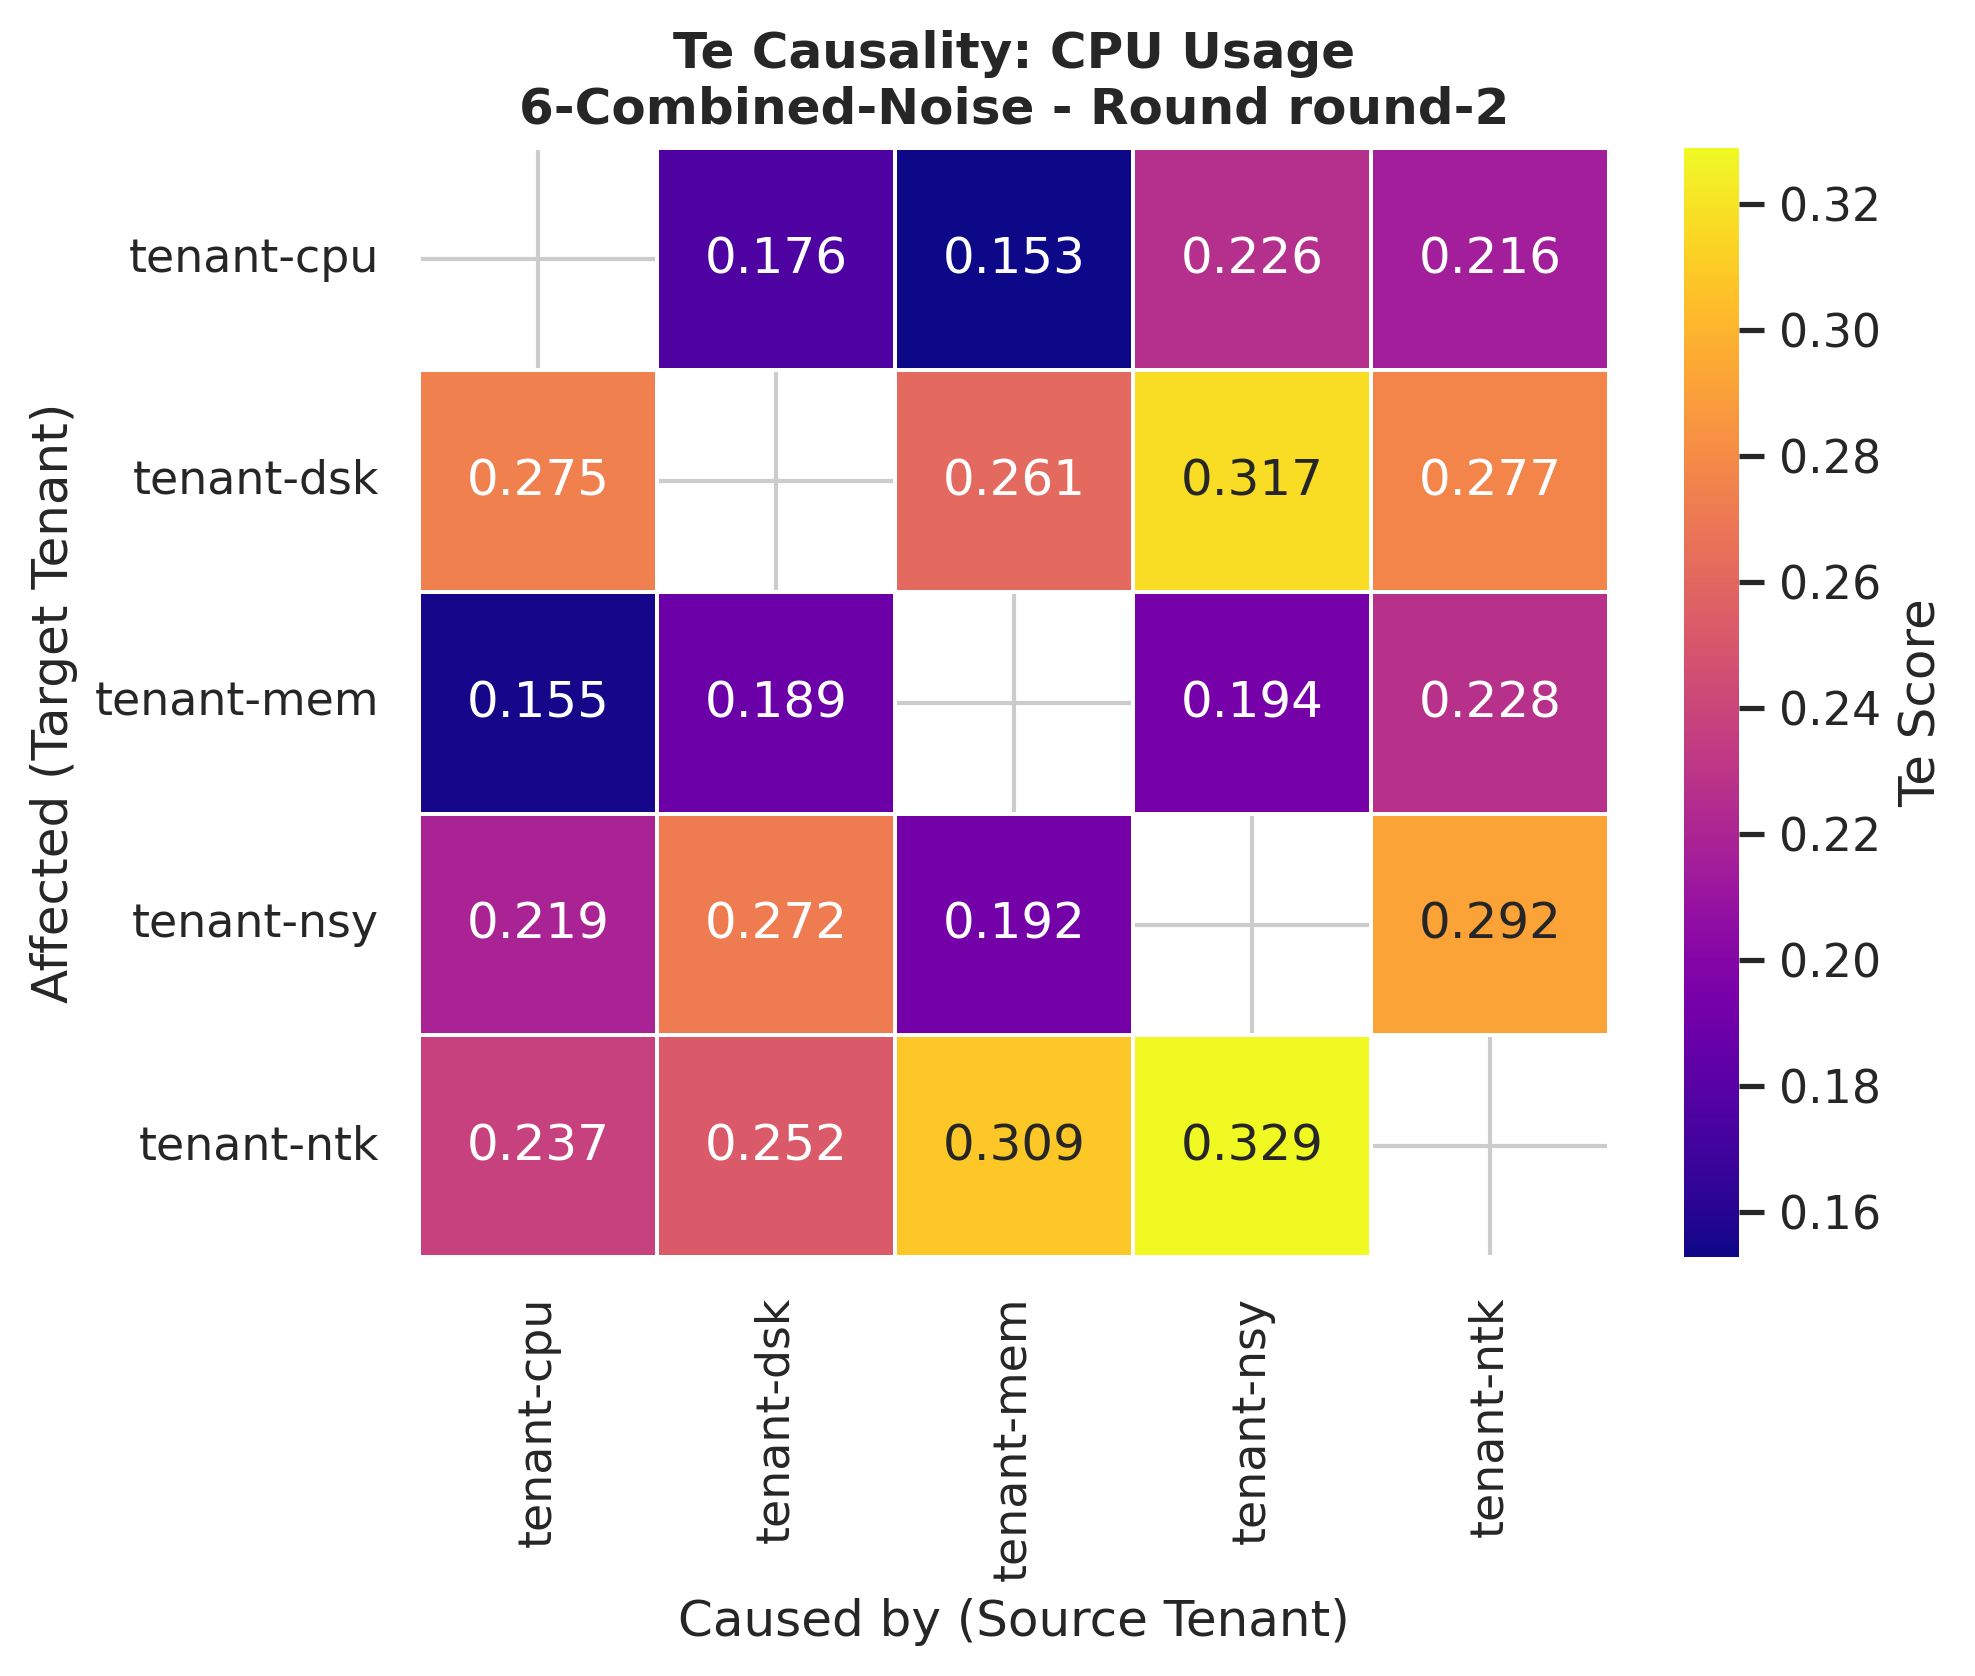 Te Causality: CPU Usage
6-Combined-Noise - Round round-2
Affected (Target Tenant)
tenant-cpu
0.176 0.153 0.226 0.216
tenant-dsk
0.275 0.261 0.317 0.277
tenant-mem
0.155 0.189 0.194 0.228
tenant-nsy
0.219 0.272 0.192 0.292
tenant-ntk
0.237 0.252 0.309 0.329
tenant-cpu
tenant-dsk
tenant-mem
tenant-nsy
tenant-ntk
Caused by (Source Tenant)
0.32
0.30
0.28
0.26
0.24
0.22
0.20
0.18
0.16
Te Score